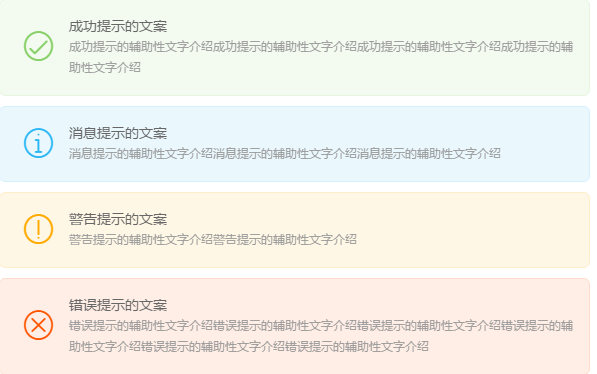 成功提示的文案
成功提示的辅助性文字介绍成功提示的辅助性文字介绍成功提示的辅助性文字介绍成功提示的辅
助性文字介绍
消息提示的文案
消息提示的辅助性文字介绍消息提示的辅助性文字介绍消息提示的辅助性文字介绍
警告提示的文案
警告提示的辅助性文字介绍警告提示的辅助性文字介绍
错误提示的文案
错误提示的辅助性文字介绍错误提示的辅助性文字介绍错误提示的辅助性文字介绍错误提示的辅
助性文字介绍错误提示的辅助性文字介绍错误提示的辅助性文字介绍